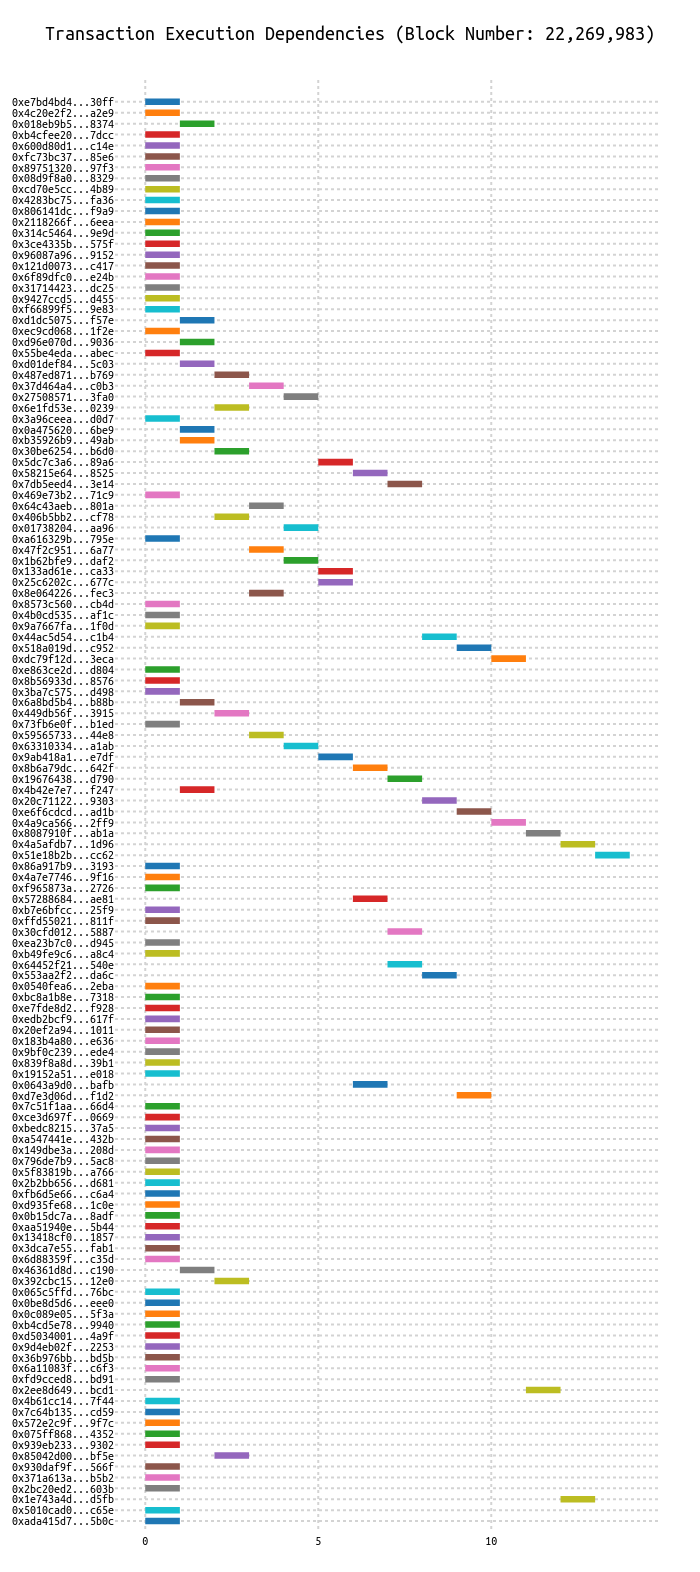 Transaction Execution Dependencies (Block Number: 22,269,983)
0xe7bd4bd4...30ff
0x4c20e2f2...a2e9
0x018eb9b5...8374
0xb4cfee20...7dcc
0x600d80d1...c14e
0xfc73bc37...85e6
0x89751320...97f3
0x08d9f8a0...8329
0xcd70e5cc...4b89
0x4283bc75...fa36
0x806141dc...f9a9
0x2118266f...6eea
0x314c5464...9e9d
0x3ce4335b...575f
0x96087a96...9152
0x121d0073...c417
0x6f89dfc0...e24b
0x31714423...dc25
0x9427ccd5...d455
0xf66899f5...9e83
0xd1dc5075...f57e
0xec9cd068...1f2e
0xd96e070d...9036
0x55be4eda...abec
0xd01def84...5c03
0x487ed871...b769
0x37d464a4...c0b3
0x27508571...3fa0
0x6e1fd53e...0239
0x3a96ceea...d0d7
0x0a475620...6be9
0xb35926b9...49ab
0x30be6254...b6d0
0x5dc7c3a6...89a6
0x58215e64...8525
0x7db5eed4...3e14
0x469e73b2...71c9
0x64c43aeb...801a
0x406b5bb2...cf78
0x01738204...aa96
0xa616329b...795e
0x47f2c951...6a77
0x1b62bfe9...daf2
0x133ad61e...ca33
0x25c6202c...677c
0x8e064226...fec3
0x8573c560...cb4d
0x4b0cd535...af1c
0x9a7667fa...1f0d
0x44ac5d54...c1b4
0x518a019d...c952
0xdc79f12d...3eca
0xe863ce2d...d804
0x8b56933d...8576
0x3ba7c575...d498
0x6a8bd5b4...b88b
0x449db56f...3915
0x73fb6e0f...b1ed
0x59565733...44e8
0x63310334...a1ab
0x9ab418a1...e7df
0x8b6a79dc...642f
0x19676438...d790
0x4b42e7e7...f247
0x20c71122...9303
0xe6f6cdcd...ad1b
0x4a9ca566...2ff9
0x8087910f...ab1a
0x4a5afdb7...1d96
0x51e18b2b...cc62
0x86a917b9...3193
0x4a7e7746...9f16
0xf965873a...2726
0x57288684...ae81
0xb7e6bfcc...25f9
0xffd55021...811f
0x30cfd012...5887
0xea23b7c0...d945
0xb49fe9c6...a8c4
0x64452f21...540e
0x553aa2f2...da6c
0x0540fea6...2eba
0xbc8a1b8e...7318
0xe7fde8d2...f928
0xedb2bcf9...617f
0x20ef2a94...1011
0x183b4a80...e636
0x9bf0c239...ede4
0x839f8a8d...39b1
0x19152a51...e018
0x0643a9d0...bafb
0xd7e3d06d...f1d2
0x7c51f1aa...66d4
0xce3d697f...0669
0xbedc8215...37a5
0xa547441e...432b
0x149dbe3a...208d
0x796de7b9...5ac8
0x5f83819b...a766
0x2b2bb656...d681
0xfb6d5e66...c6a4
0xd935fe68...1c0e
0x0b15dc7a...8adf
0xaa51940e...5b44
0x13418cf0...1857
0x3dca7e55...fab1
0x6d88359f...c35d
0x46361d8d...c190
0x392cbc15...12e0
0x065c5ffd...76bc
0x0be8d5d6...eee0
0x0c089e05...5f3a
0xb4cd5e78...9940
0xd5034001...4a9f
0x9d4eb02f...2253
0x36b976bb...bd5b
0x6a11083f...c6f3
0xfd9cced8...bd91
0x2ee8d649...bcd1
0x4b61cc14...7f44
0x7c64b135...cd59
0x572e2c9f...9f7c
0x075ff868...4352
0x939eb233...9302
0x85042d00...bf5e
0x930daf9f...566f
0x371a613a...b5b2
0x2bc20ed2...603b
0x1e743a4d...d5fb
0x5010cad0...c65e
0xada415d7...5b0c
0 5 10